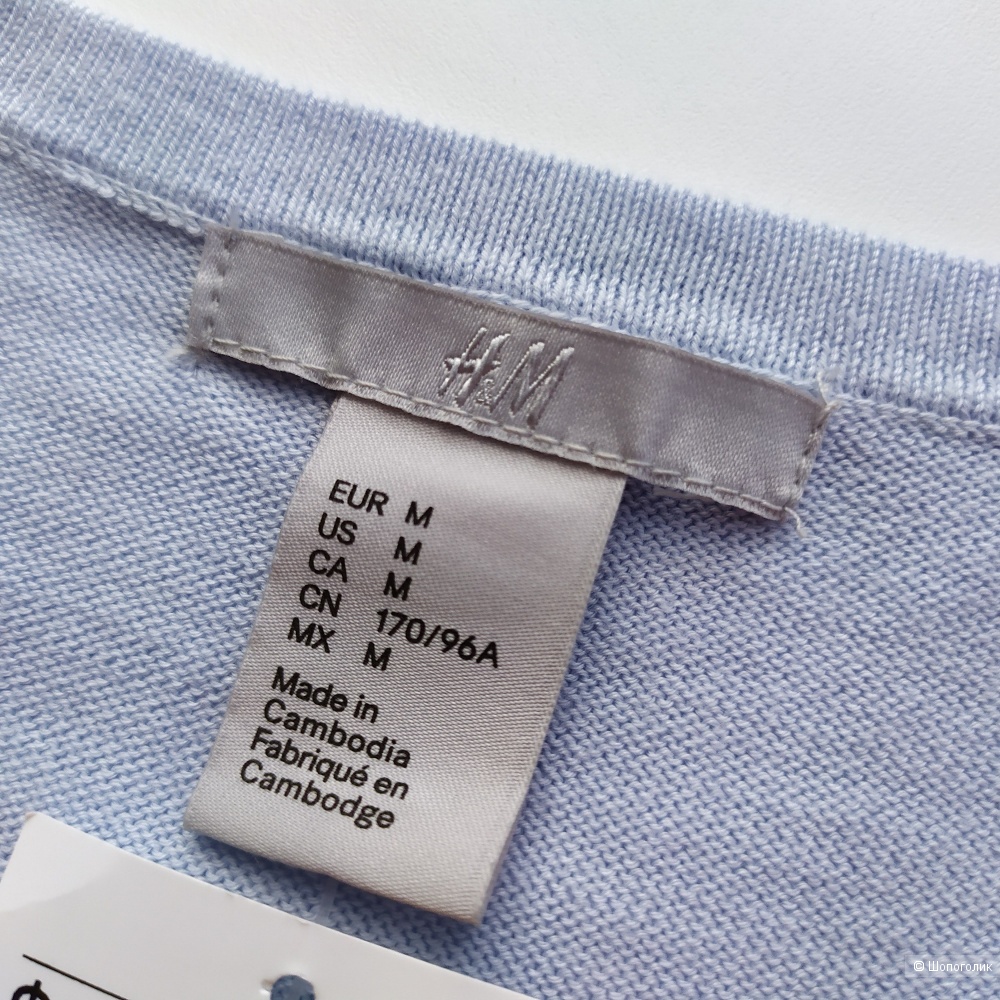 H&M
EUR M
US M
CA M
CN 170/96A
MX M
Made in
Cambodia
Fabriqué en
Cambodge
© Шопоголик